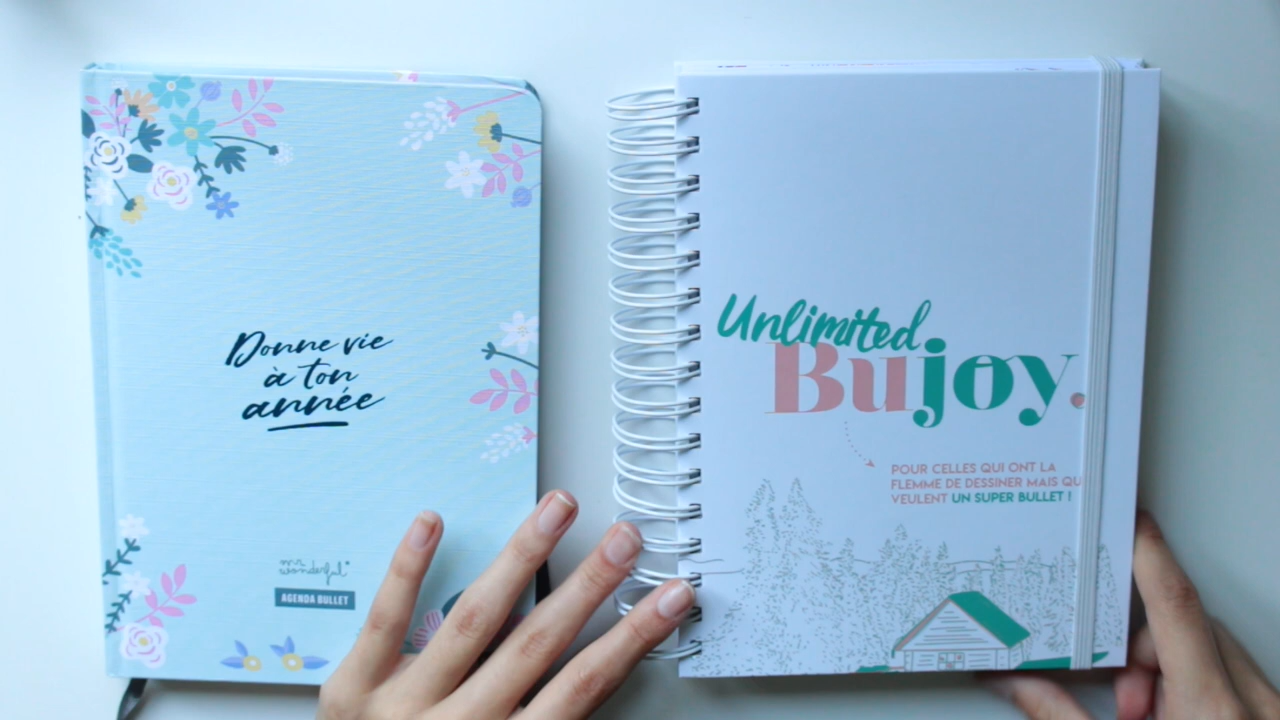 Donne vie
à ton
année
mr
wonderful*
AGENDA BULLET
Unlimited
Bujoy.
POUR CELLES QUI ONT LA
FLEMME DE DESSINER MAIS QU
VEULENT UN SUPER BULLET !